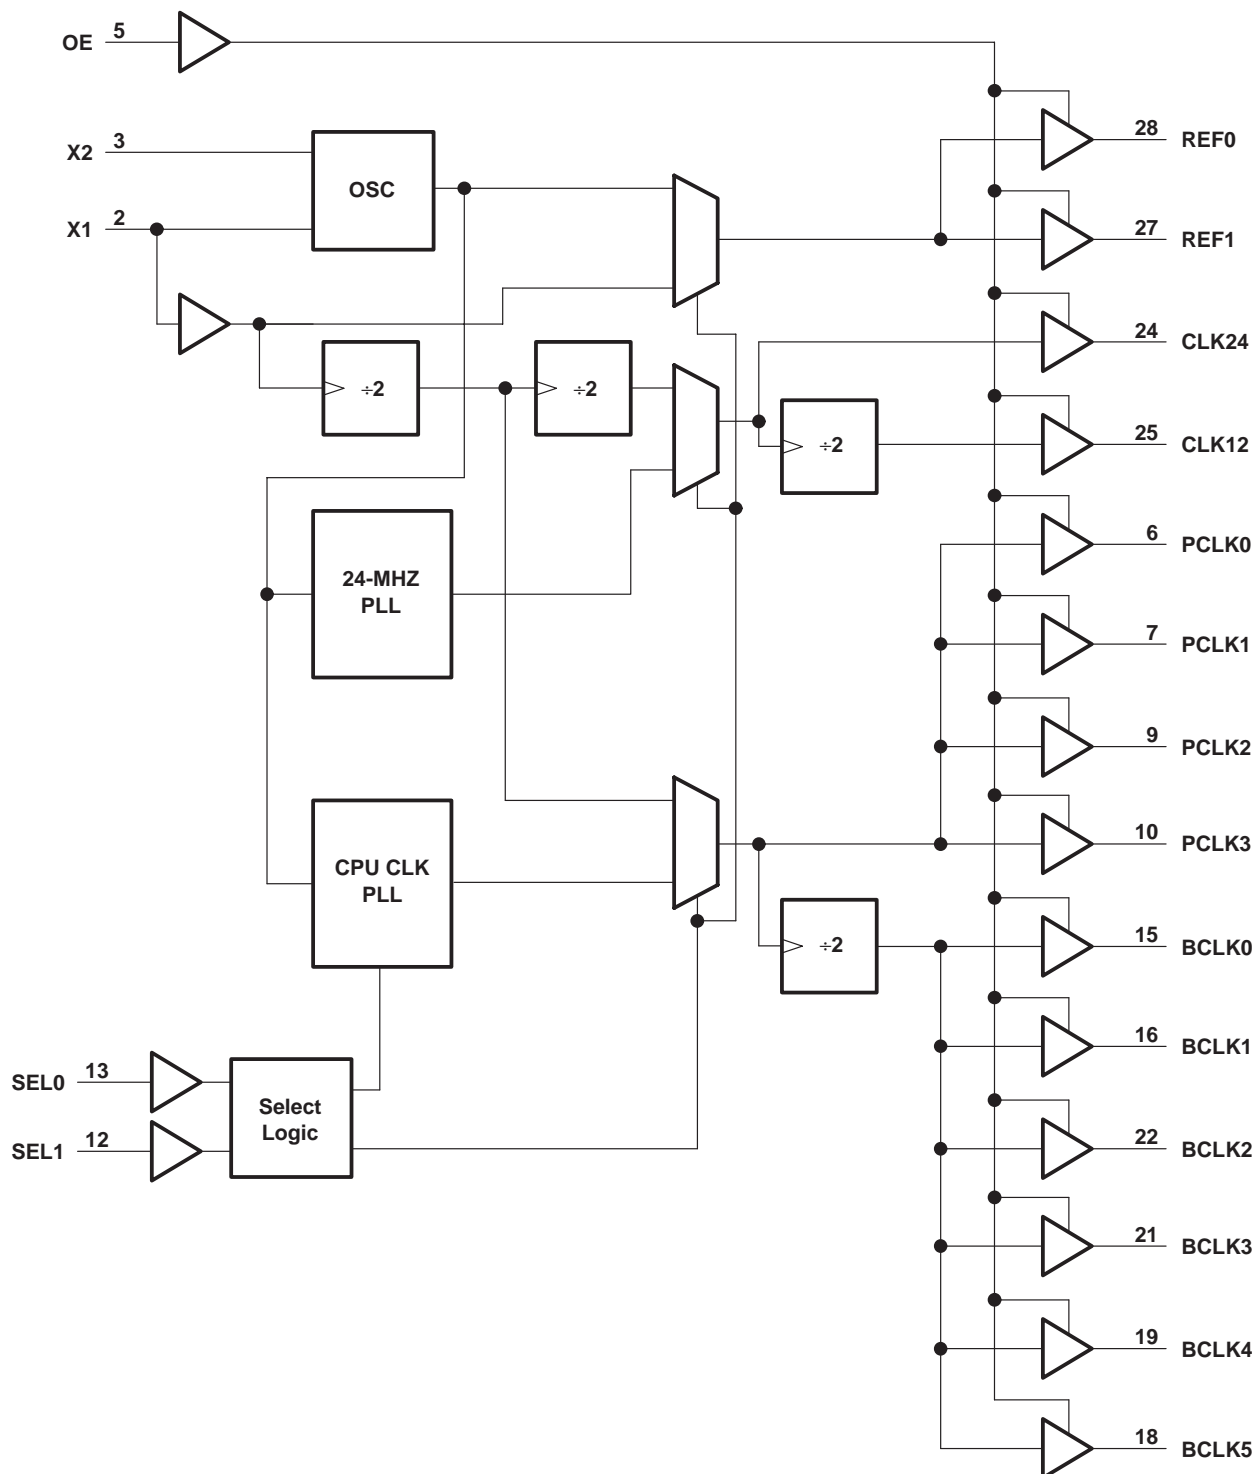 OE 5
X2 3
X1 2
OSC
÷2
÷2
÷2
24-MHZ
PLL
CPU CLK
PLL
÷2
SEL0 13
SEL1 12
Select
Logic
28 REF0
27 REF1
24 CLK24
25 CLK12
6 PCLK0
7 PCLK1
9 PCLK2
10 PCLK3
15 BCLK0
16 BCLK1
22 BCLK2
21 BCLK3
19 BCLK4
18 BCLK5